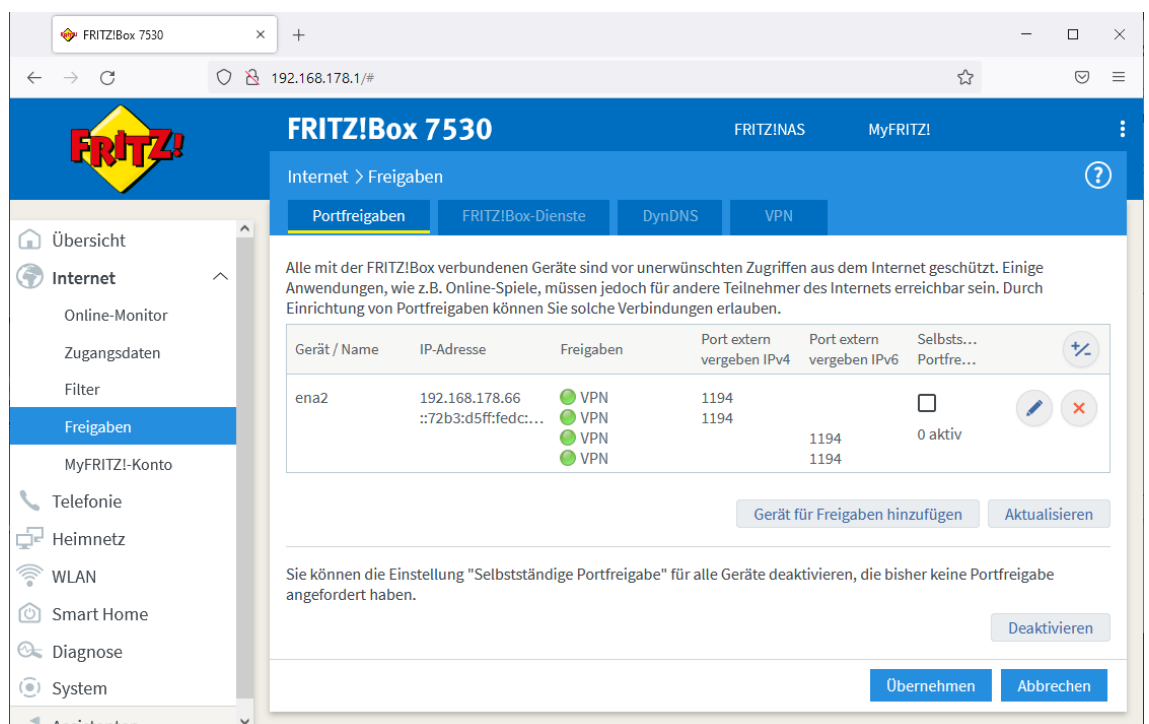 FRITZ!Box 7530
192.168.178.1/#
FRITZ!
FRITZ!Box 7530 FRITZ!NAS MyFRITZ!
Internet > Freigaben
Portfreigaben FRITZ!Box-Dienste DynDNS VPN
Übersicht
Internet
Online-Monitor
Zugangsdaten
Filter
Freigaben
MyFRITZ!-Konto
Telefonie
Heimnetz
WLAN
Smart Home
Diagnose
System
Alle mit der FRITZ!Box verbundenen Geräte sind vor unerwünschten Zugriffen aus dem Internet geschützt. Einige
Anwendungen, wie z.B. Online-Spiele, müssen jedoch für andere Teilnehmer des Internets erreichbar sein. Durch
Einrichtung von Portfreigaben können Sie solche Verbindungen erlauben.
Gerät / Name IP-Adresse Freigaben Port extern vergeben IPv4 Port extern vergeben IPv6 Selbsts... Portfre...
ena2 192.168.178.66 VPN 1194
::72b3:d5ff:fedc:... VPN 1194
VPN 1194 0 aktiv
VPN 1194
Gerät für Freigaben hinzufügen Aktualisieren
Sie können die Einstellung "Selbstständige Portfreigabe" für alle Geräte deaktivieren, die bisher keine Portfreigabe
angefordert haben.
Deaktivieren
Übernehmen Abbrechen